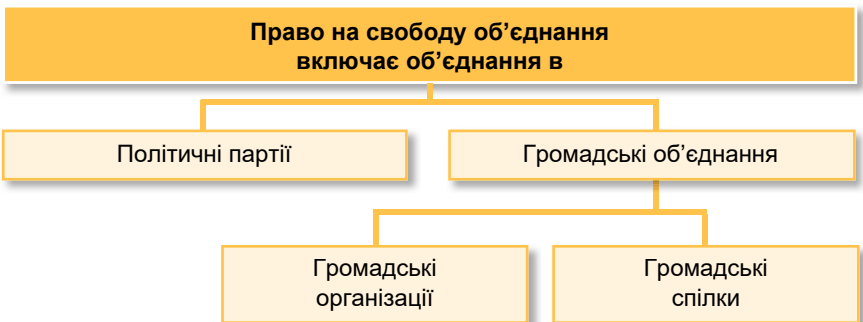 Право на свободу об’єднання
включає об’єднання в
Політичні партії
Громадські об’єднання
Громадські
організації
Громадські
спілки